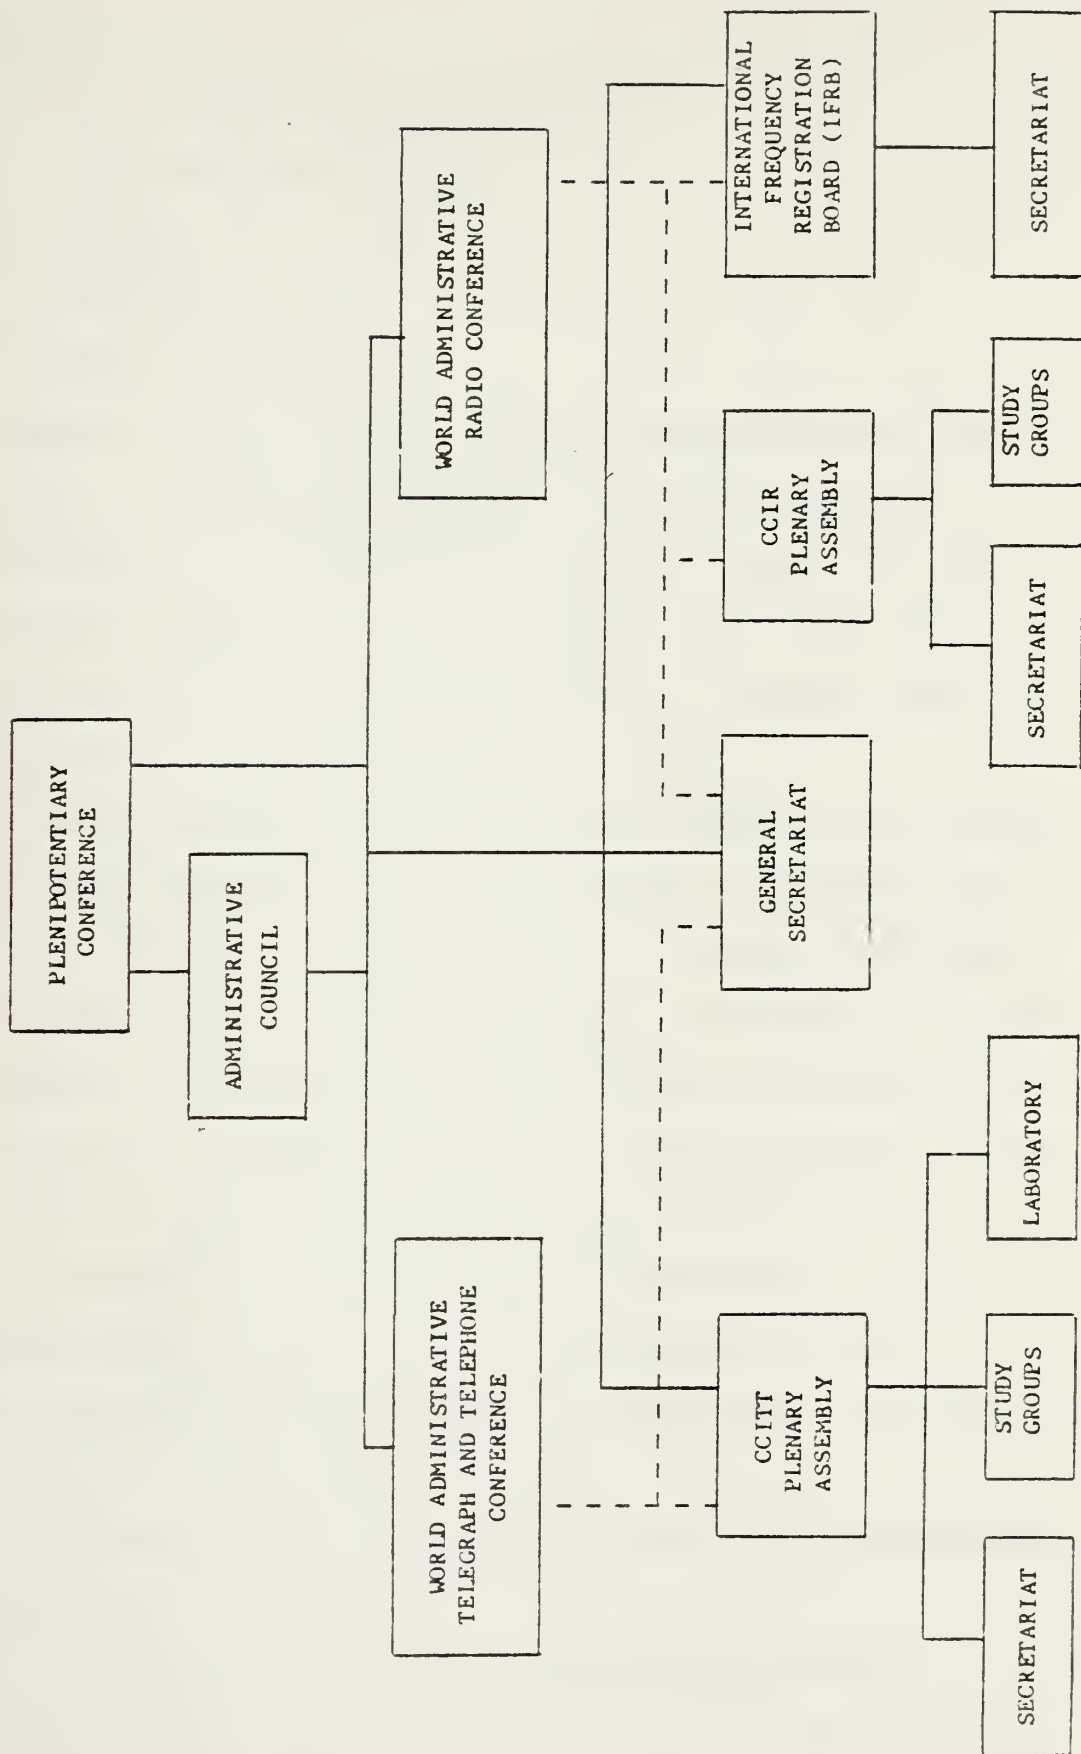 PLENIPOTENTIARY
CONFERENCE
ADMINISTRATIVE
COUNCIL
WORLD ADMINISTRATIVE
TELEGRAPH AND TELEPHONE
CONFERENCE
WORLD ADMINISTRATIVE
RADIO CONFERENCE
CCITT
PLENARY
ASSEMBLY
GENERAL
SECRETARIAT
CCIR
PLENARY
ASSEMBLY
INTERNATIONAL
FREQUENCY
REGISTRATION
BOARD (IFRB)
SECRETARIAT
STUDY
GROUPS
LABORATORY
SECRETARIAT
STUDY
GROUPS
SECRETARIAT